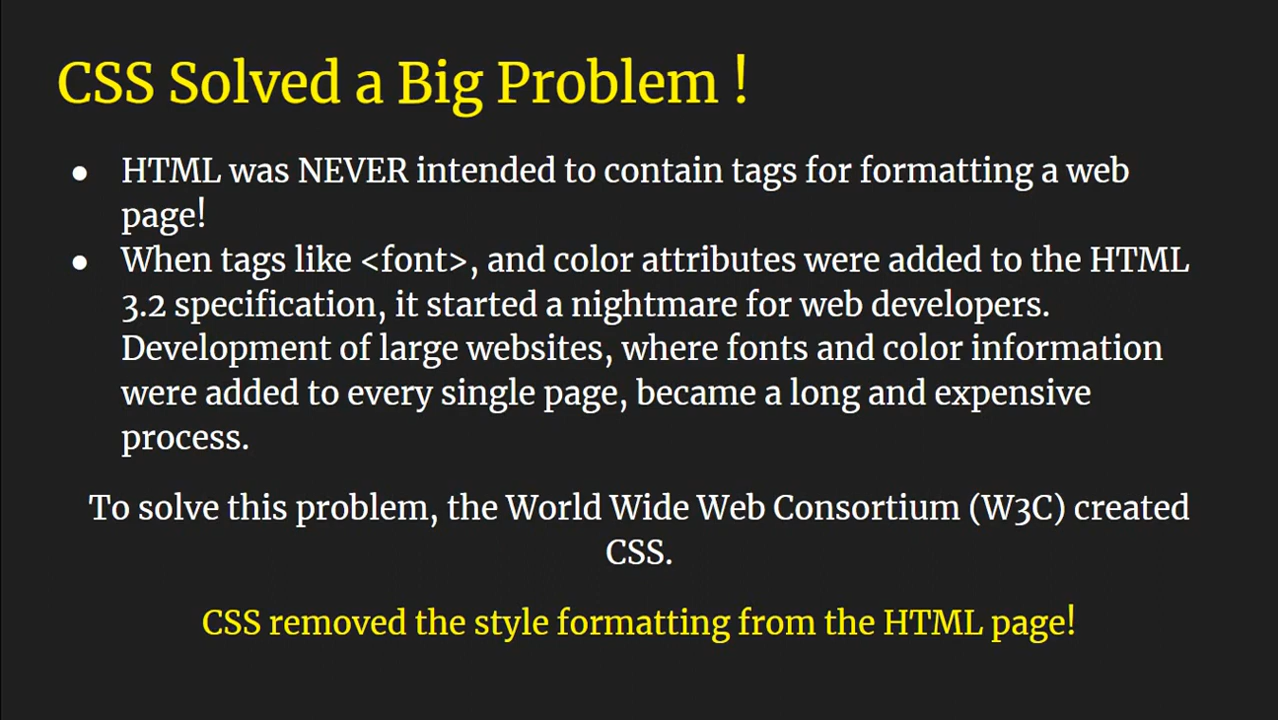 CSS Solved a Big Problem !
● HTML was NEVER intended to contain tags for formatting a web
page!
● When tags like <font>, and color attributes were added to the HTML
3.2 specification, it started a nightmare for web developers.
Development of large websites, where fonts and color information
were added to every single page, became a long and expensive
process.
To solve this problem, the World Wide Web Consortium (W3C) created
CSS.
CSS removed the style formatting from the HTML page!